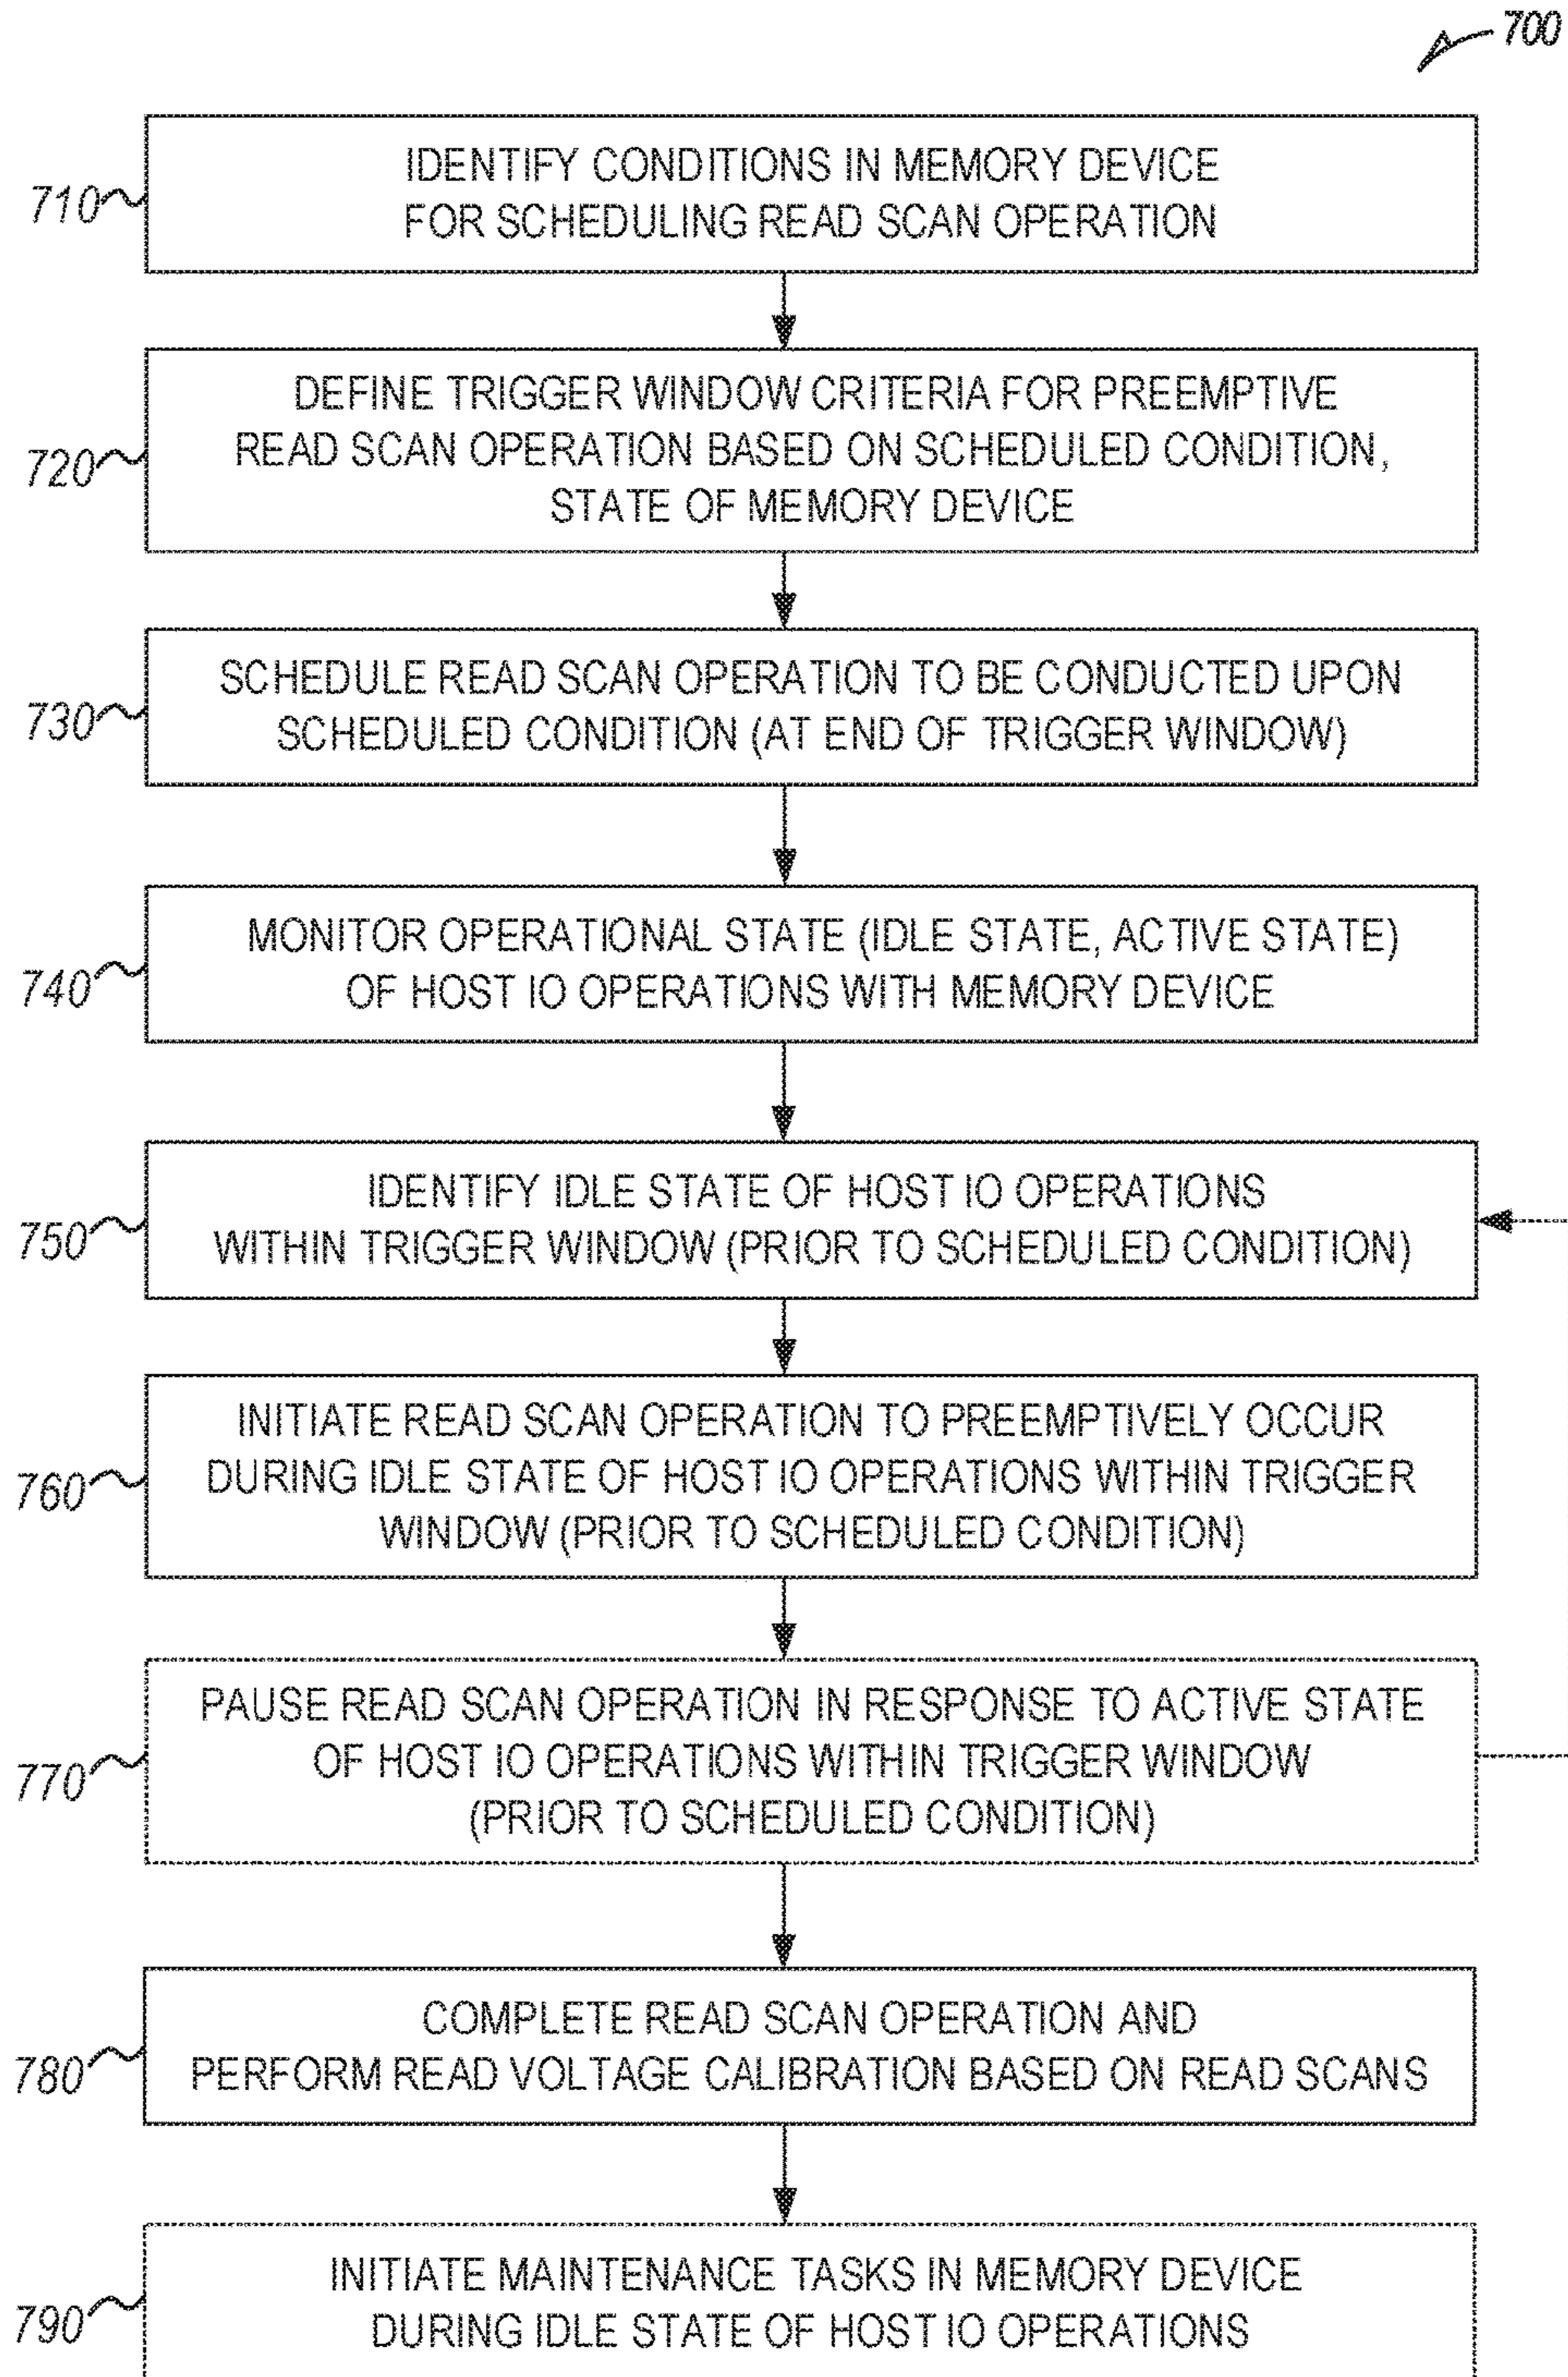 700
710
IDENTIFY CONDITIONS IN MEMORY DEVICE
FOR SCHEDULING READ SCAN OPERATION
720
DEFINE TRIGGER WINDOW CRITERIA FOR PREEMPTIVE
READ SCAN OPERATION BASED ON SCHEDULED CONDITION,
STATE OF MEMORY DEVICE
730
SCHEDULE READ SCAN OPERATION TO BE CONDUCTED UPON
SCHEDULED CONDITION (AT END OF TRIGGER WINDOW)
740
MONITOR OPERATIONAL STATE (IDLE STATE, ACTIVE STATE)
OF HOST IO OPERATIONS WITH MEMORY DEVICE
750
IDENTIFY IDLE STATE OF HOST IO OPERATIONS
WITHIN TRIGGER WINDOW (PRIOR TO SCHEDULED CONDITION)
760
INITIATE READ SCAN OPERATION TO PREEMPTIVELY OCCUR
DURING IDLE STATE OF HOST IO OPERATIONS WITHIN TRIGGER
WINDOW (PRIOR TO SCHEDULED CONDITION)
770
PAUSE READ SCAN OPERATION IN RESPONSE TO ACTIVE STATE
OF HOST IO OPERATIONS WITHIN TRIGGER WINDOW
(PRIOR TO SCHEDULED CONDITION)
780
COMPLETE READ SCAN OPERATION AND
PERFORM READ VOLTAGE CALIBRATION BASED ON READ SCANS
790
INITIATE MAINTENANCE TASKS IN MEMORY DEVICE
DURING IDLE STATE OF HOST IO OPERATIONS